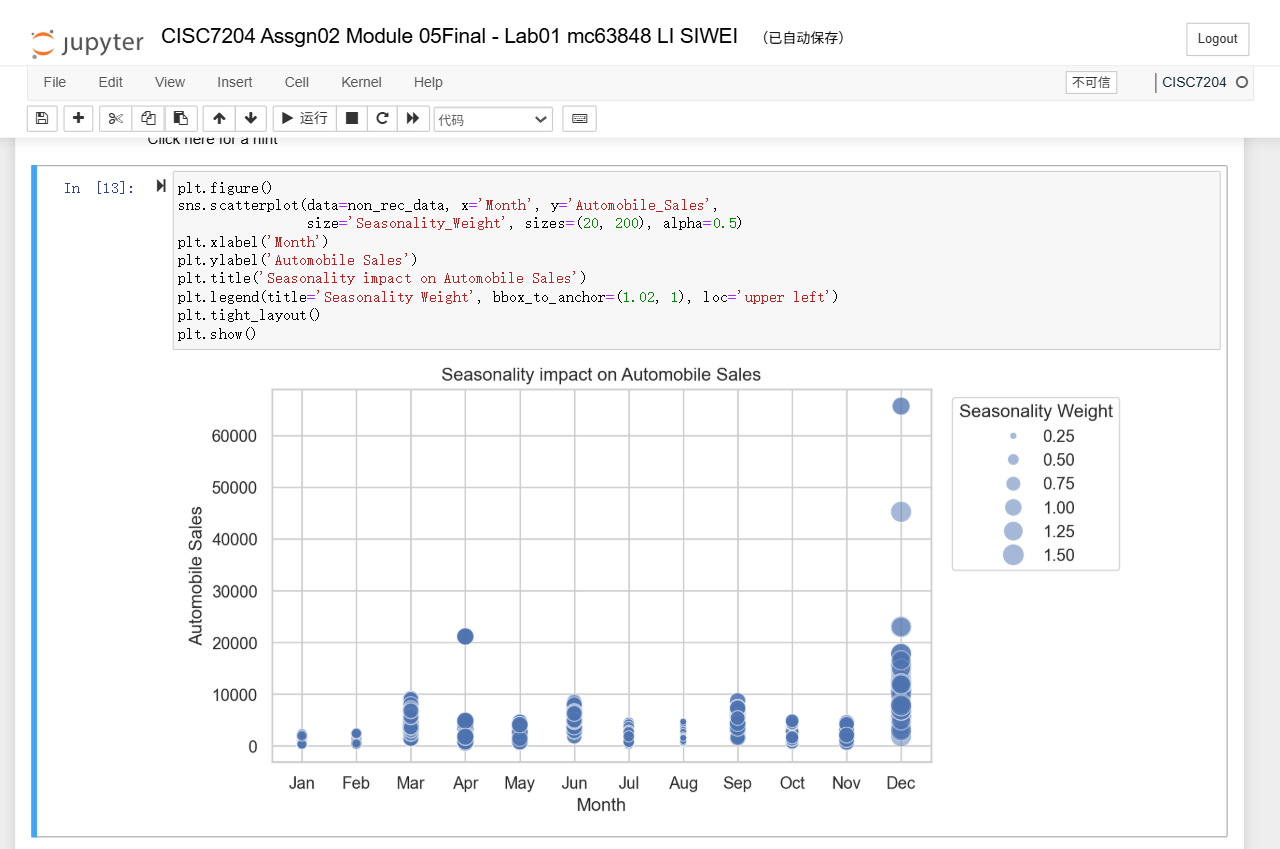 jupyter CISC7204 Assgn02 Module 05Final - Lab01 mc63848 LI SIWEI （已自动保存） Logout
File Edit View Insert Cell Kernel Help 不可信 CISC7204
运行 代码
Click here for a hint
In [13]:
plt.figure()
sns.scatterplot(data=non_rec_data, x='Month', y='Automobile_Sales',
size='Seasonality_Weight', sizes=(20, 200), alpha=0.5)
plt.xlabel('Month')
plt.ylabel('Automobile Sales')
plt.title('Seasonality impact on Automobile Sales')
plt.legend(title='Seasonality Weight', bbox_to_anchor=(1.02, 1), loc='upper left')
plt.tight_layout()
plt.show()
Seasonality impact on Automobile Sales
Automobile Sales
60000
50000
40000
30000
20000
10000
0
Jan Feb Mar Apr May Jun Jul Aug Sep Oct Nov Dec
Month
Seasonality Weight
0.25
0.50
0.75
1.00
1.25
1.50